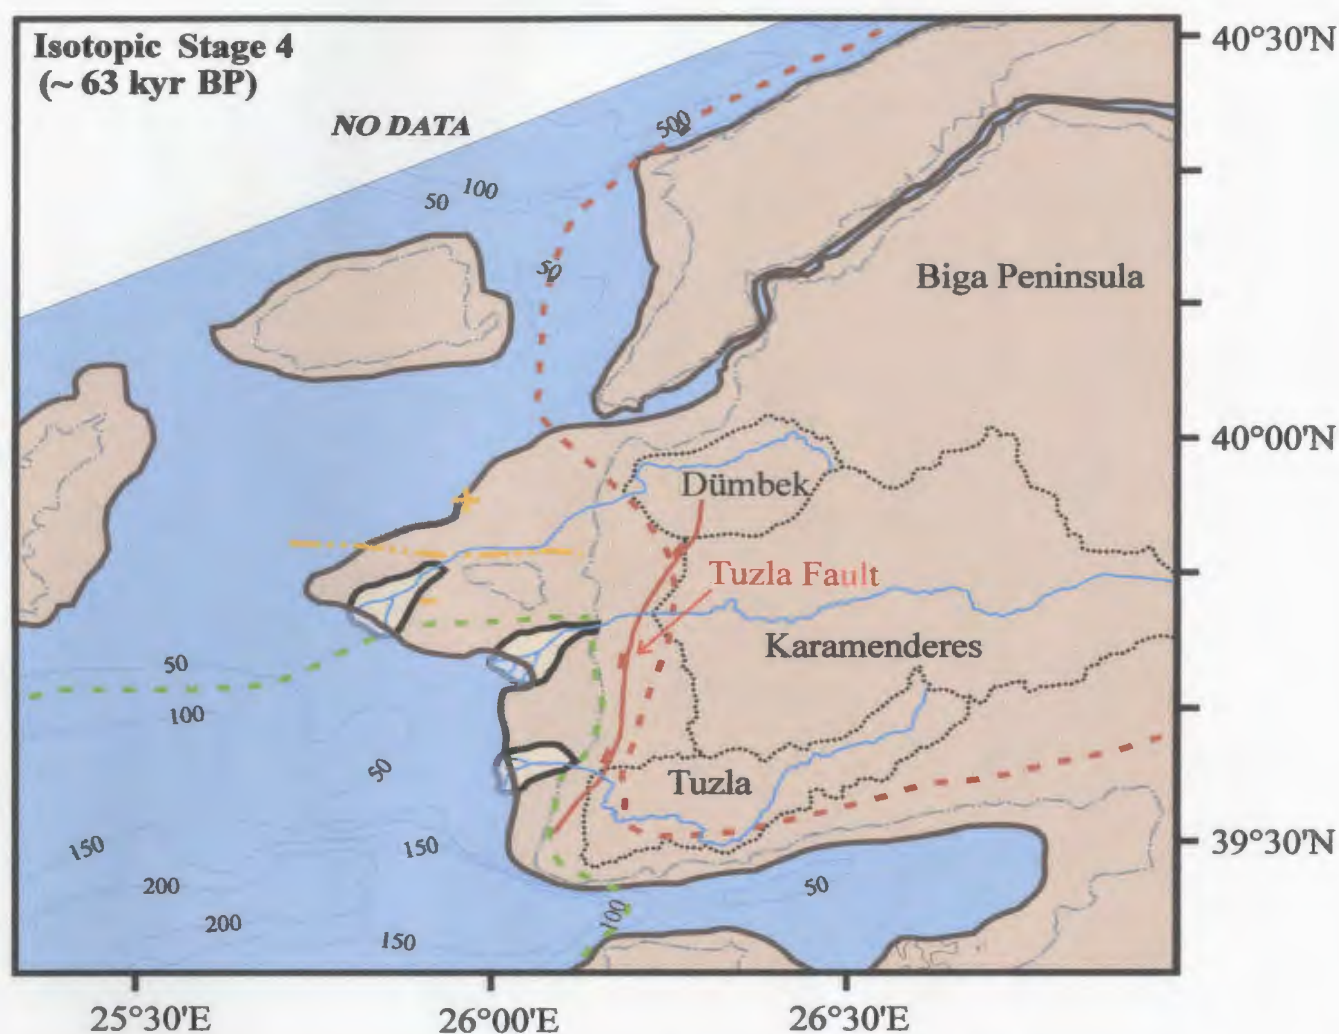 Isotopic Stage 4
(~ 63 kyr BP)
40°30'N
NO DATA
500
50
100
50
Biga Peninsula
40°00'N
Dümbek
Tuzla Fault
Karamenderes
50
100
50
Tuzla
150
150
39°30'N
200
50
200
100
150
25°30'E
26°00'E
26°30'E